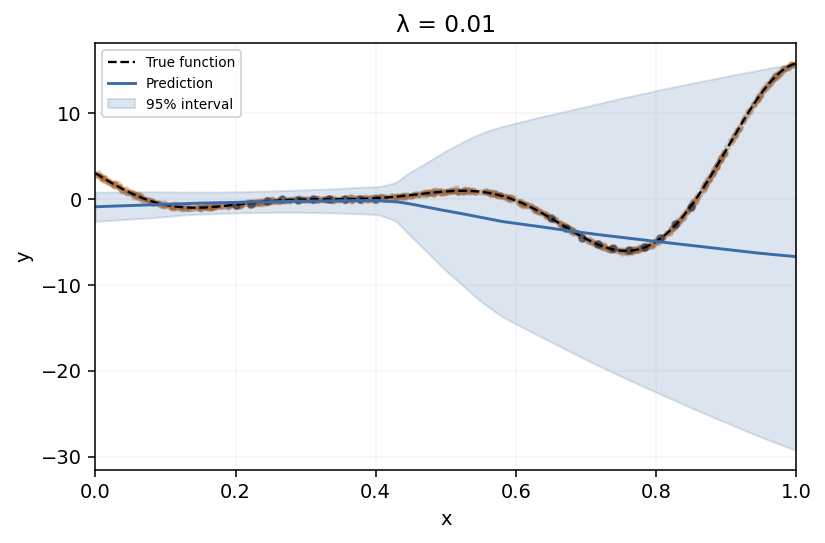 λ = 0.01
True function
Prediction
95% interval
y
10
0
−10
−20
−30
0.0 0.2 0.4 0.6 0.8 1.0
x